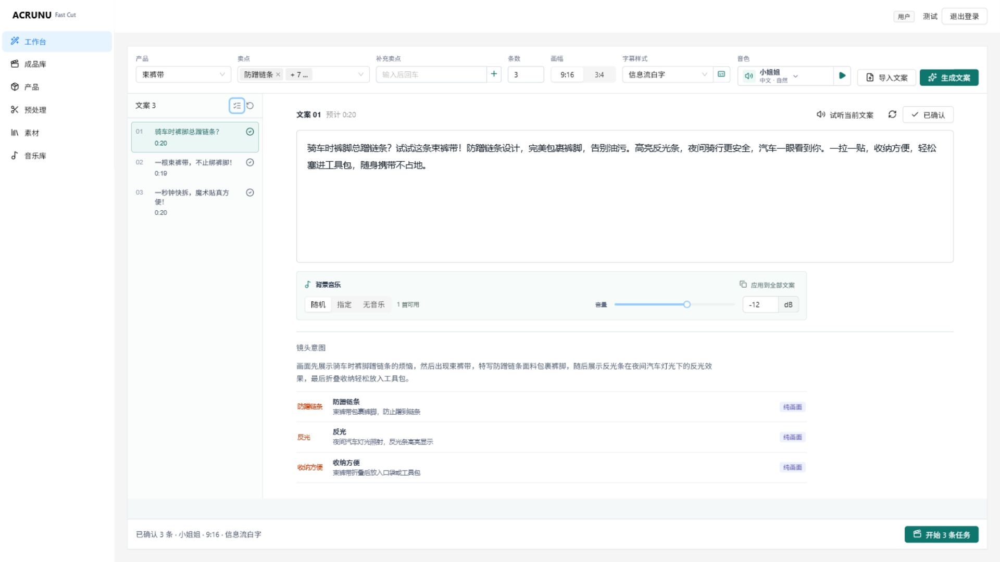 ACRUNU Fast Cut
用户 测试 退出登录
工作台
成品库
产品
预处理
素材
音乐库
产品 卖点 补充卖点 条数 画幅 字幕样式 音色
束裤带 防蹭链条 × + 7 ... 输入后回车 3 9:16 3:4 信息流白字 小姐姐 中文 · 自然 导入文案 生成文案
文案 3
01 骑车时裤脚总蹭链条？
0:20
02 一根束裤带，不止绑裤脚！
0:19
03 一秒钟快拆，魔术贴真方
便！
0:20
文案 01 预计 0:20 试听当前文案 已确认
骑车时裤脚总蹭链条？试试这条束裤带！防蹭链条设计，完美包裹裤脚，告别油污。高亮反光条，夜间骑行更安全，汽车一眼看到你。一拉一贴，收纳方便，轻松
塞进工具包，随身携带不占地。
背景音乐 应用到全部文案
随机 指定 无音乐 1 首可用 音量 -12 dB
镜头意图
画面先展示骑车时裤脚蹭链条的烦恼，然后出现束裤带，特写防蹭链条面料包裹裤脚，随后展示反光条在夜间汽车灯光下的反光效
果，最后折叠收纳轻松放入工具包。
防蹭链条 防蹭链条 纯画面
束裤带包裹裤脚，防止蹭到链条
反光 反光 纯画面
夜间汽车灯光照射，反光条高亮显示
收纳方便 收纳方便 纯画面
束裤带折叠后放入口袋或工具包
已确认 3 条 · 小姐姐 · 9:16 · 信息流白字 开始 3 条任务